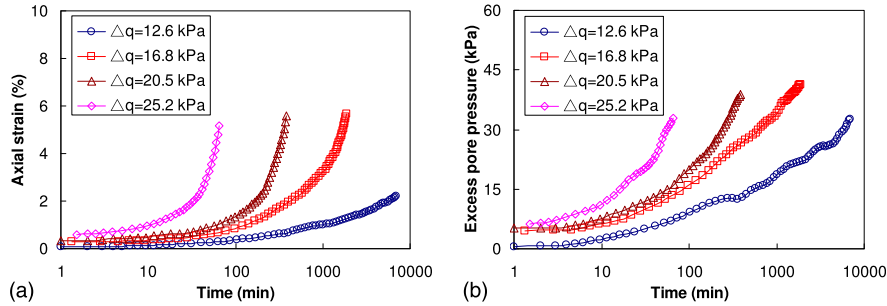 10
8
6
4
2
0
Axial strain (%)
△q=12.6 kPa
△q=16.8 kPa
△q=20.5 kPa
△q=25.2 kPa
1 10 100 1000 10000
Time (min)
(a)
60
45
30
15
0
Excess pore pressure (kPa)
△q=12.6 kPa
△q=16.8 kPa
△q=20.5 kPa
△q=25.2 kPa
1 10 100 1000 10000
Time (min)
(b)